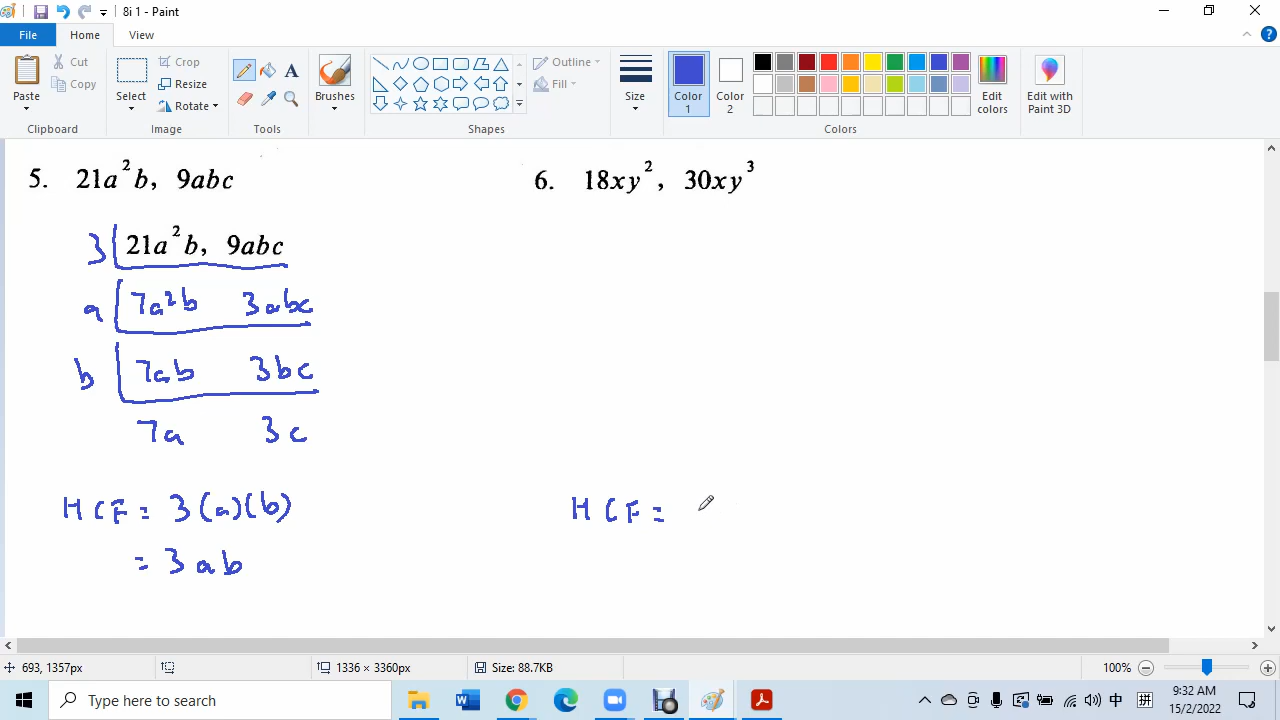 8i 1 - Paint
File Home View
Paste Cut Copy Clipboard
Select Crop Resize Rotate Image
A Tools
Brushes
Outline Fill Shapes
Size
Color 1 Color 2 Edit colors Colors
Edit with Paint 3D
5. 21a²b, 9abc
6. 18xy², 30xy³
3 21a²b, 9abc
a 7a²b 3abc
b 7ab 3bc
7a 3c
HCF = 3(a)(b)
= 3ab
HCF =
693, 1357px 1336 × 3360px Size: 88.7KB 100%
Type here to search
中 拼 9:32 AM
15/2/2022